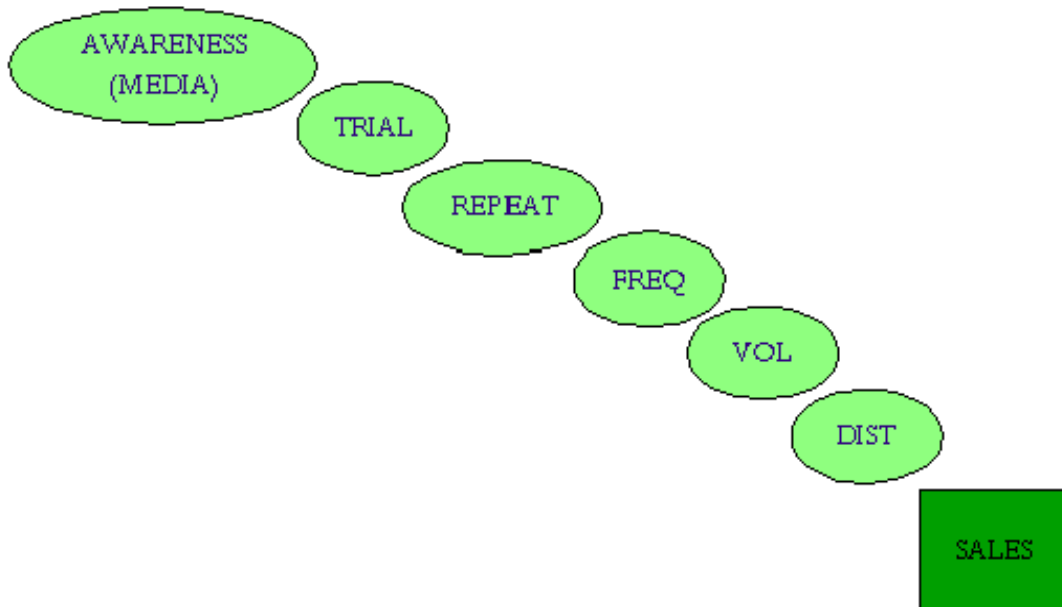 AWARENESS
(MEDIA)
TRIAL
REPEAT
FREQ
VOL
DIST
SALES